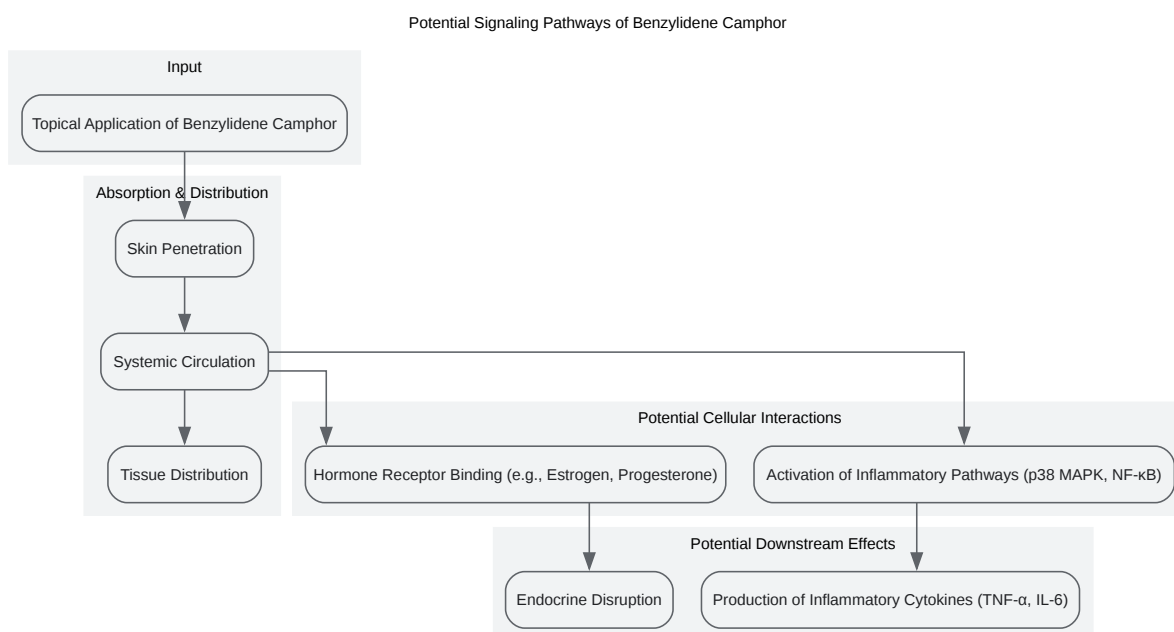 Potential Signaling Pathways of Benzylidene Camphor
Input
Topical Application of Benzylidene Camphor
Absorption & Distribution
Skin Penetration
Systemic Circulation
Potential Cellular Interactions
Tissue Distribution
Hormone Receptor Binding (e.g., Estrogen, Progesterone)
Activation of Inflammatory Pathways (p38 MAPK, NF-κB)
Potential Downstream Effects
Endocrine Disruption
Production of Inflammatory Cytokines (TNF-α, IL-6)